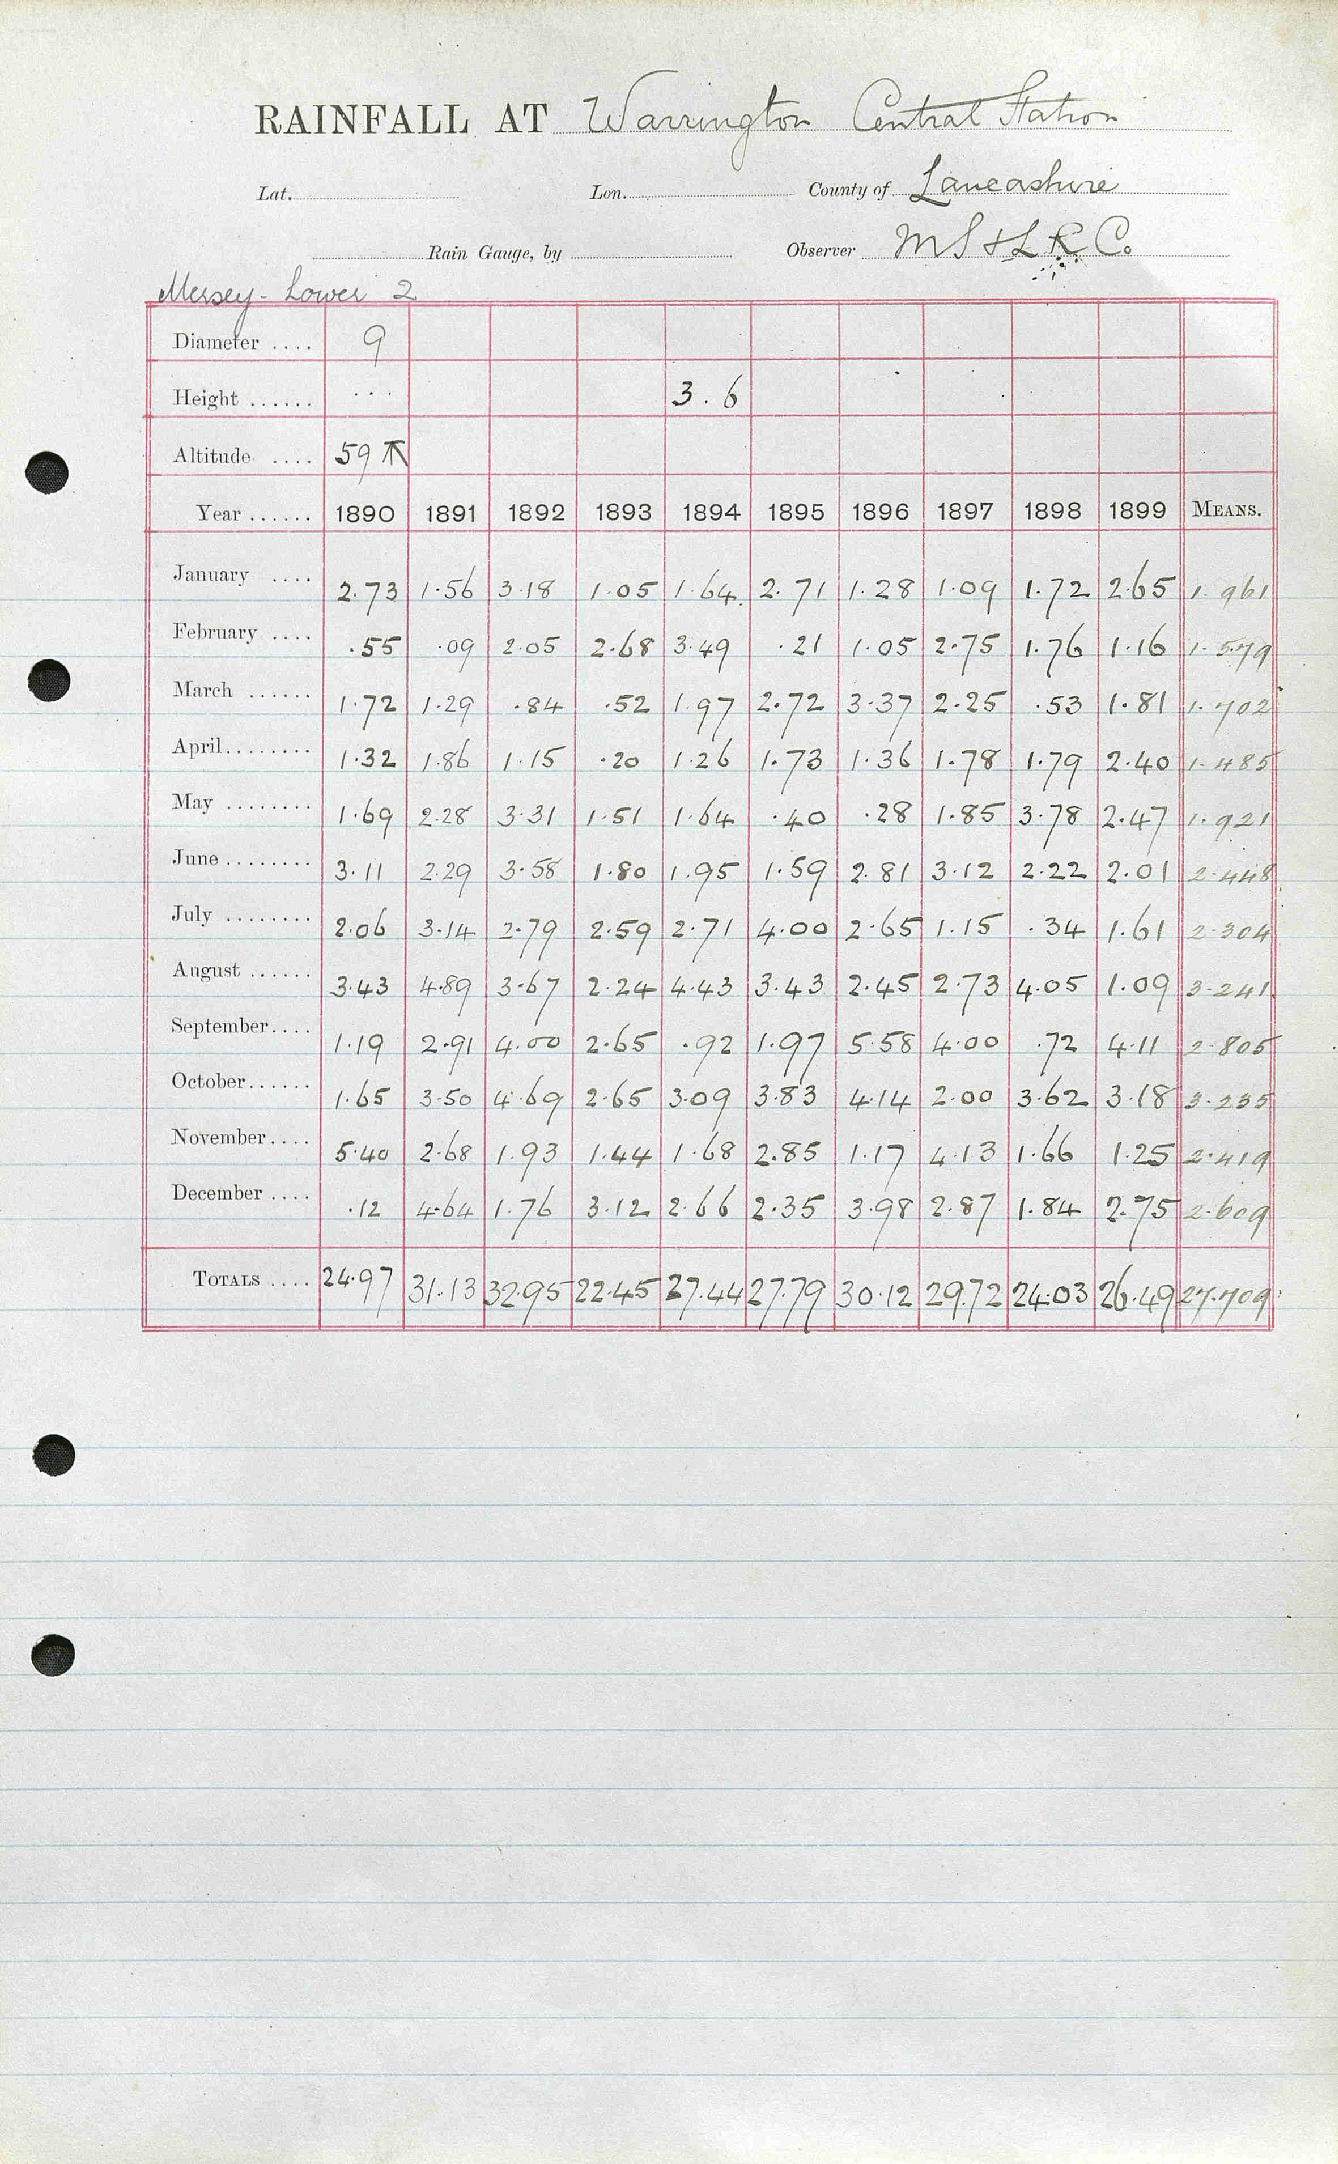 RAINFALL AT Warrington Central Station
Lat. Lon. County of Lancashire
Rain Gauge, by Observer M S & L R Co.
Mersey - Lower 2
Diameter .... 9
Height ...... ... 3.6
Altitude .... 59
Year ...... 1890 1891 1892 1893 1894 1895 1896 1897 1898 1899 MEANS.
January .... 2.73 1.56 3.18 1.05 1.64 2.71 1.28 1.09 1.72 2.65 1.961
February .... .55 .09 2.05 2.68 3.49 .21 1.05 2.75 1.76 1.16 1.579
March ...... 1.72 1.29 .84 .52 1.97 2.72 3.37 2.25 .53 1.81 1.702
April........ 1.32 1.86 1.15 .20 1.26 1.73 1.36 1.78 1.79 2.40 1.485
May ........ 1.69 2.28 3.31 1.51 1.64 .40 .28 1.85 3.78 2.47 1.921
June ........ 3.11 2.29 3.58 1.80 1.95 1.59 2.81 3.12 2.22 2.01 2.448
July ........ 2.06 3.14 2.79 2.59 2.71 4.00 2.65 1.15 .34 1.61 2.304
August ...... 3.43 4.89 3.67 2.24 4.43 3.43 2.45 2.73 4.05 1.09 3.241
September.... 1.19 2.91 4.00 2.65 .92 1.97 5.58 4.00 .72 4.11 2.805
October...... 1.65 3.50 4.69 2.65 3.09 3.83 4.14 2.00 3.62 3.18 3.235
November.... 5.40 2.68 1.93 1.44 1.68 2.85 1.17 4.13 1.66 1.25 2.419
December .... .12 4.64 1.76 3.12 2.66 2.35 3.98 2.87 1.84 2.75 2.609
TOTALS .... 24.97 31.13 32.95 22.45 27.44 27.79 30.12 29.72 24.03 26.49 27.709